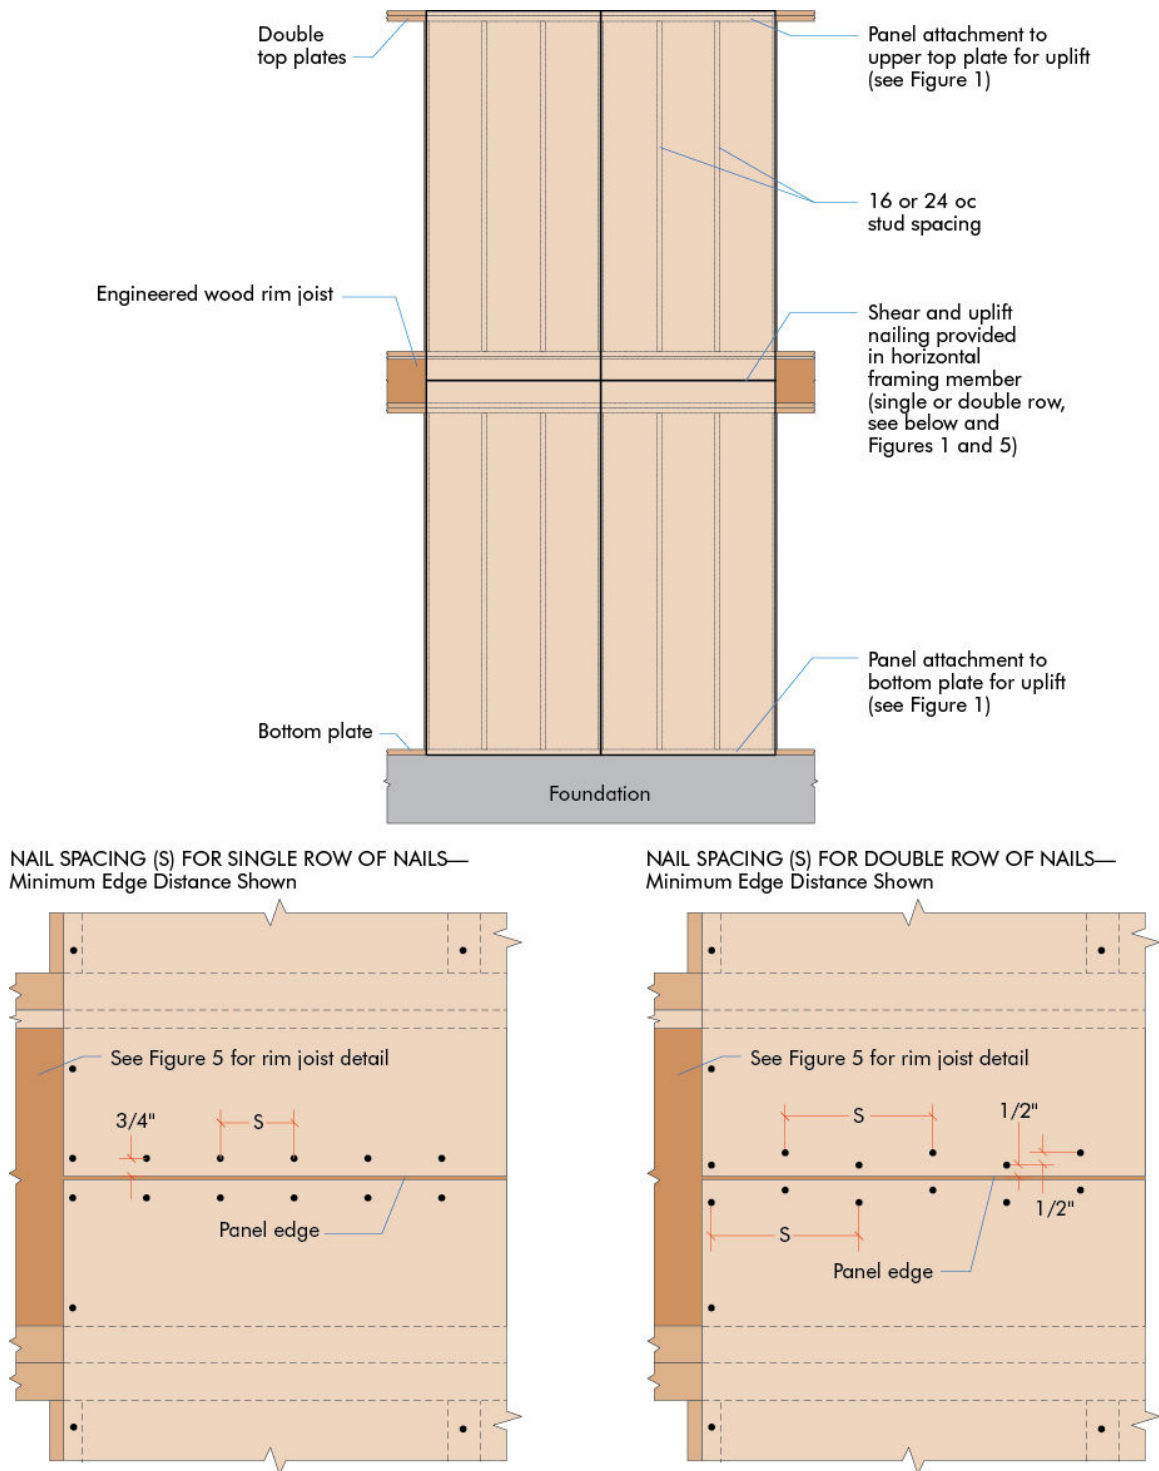 Double
top plates
Panel attachment to
upper top plate for uplift
(see Figure 1)
16 or 24 oc
stud spacing
Engineered wood rim joist
Shear and uplift
nailing provided
in horizontal
framing member
(single or double row,
see below and
Figures 1 and 5)
Panel attachment to
bottom plate for uplift
(see Figure 1)
Bottom plate
Foundation
NAIL SPACING (S) FOR SINGLE ROW OF NAILS—
Minimum Edge Distance Shown
See Figure 5 for rim joist detail
3/4"
S
Panel edge
NAIL SPACING (S) FOR DOUBLE ROW OF NAILS—
Minimum Edge Distance Shown
See Figure 5 for rim joist detail
S
1/2"
1/2"
S
Panel edge